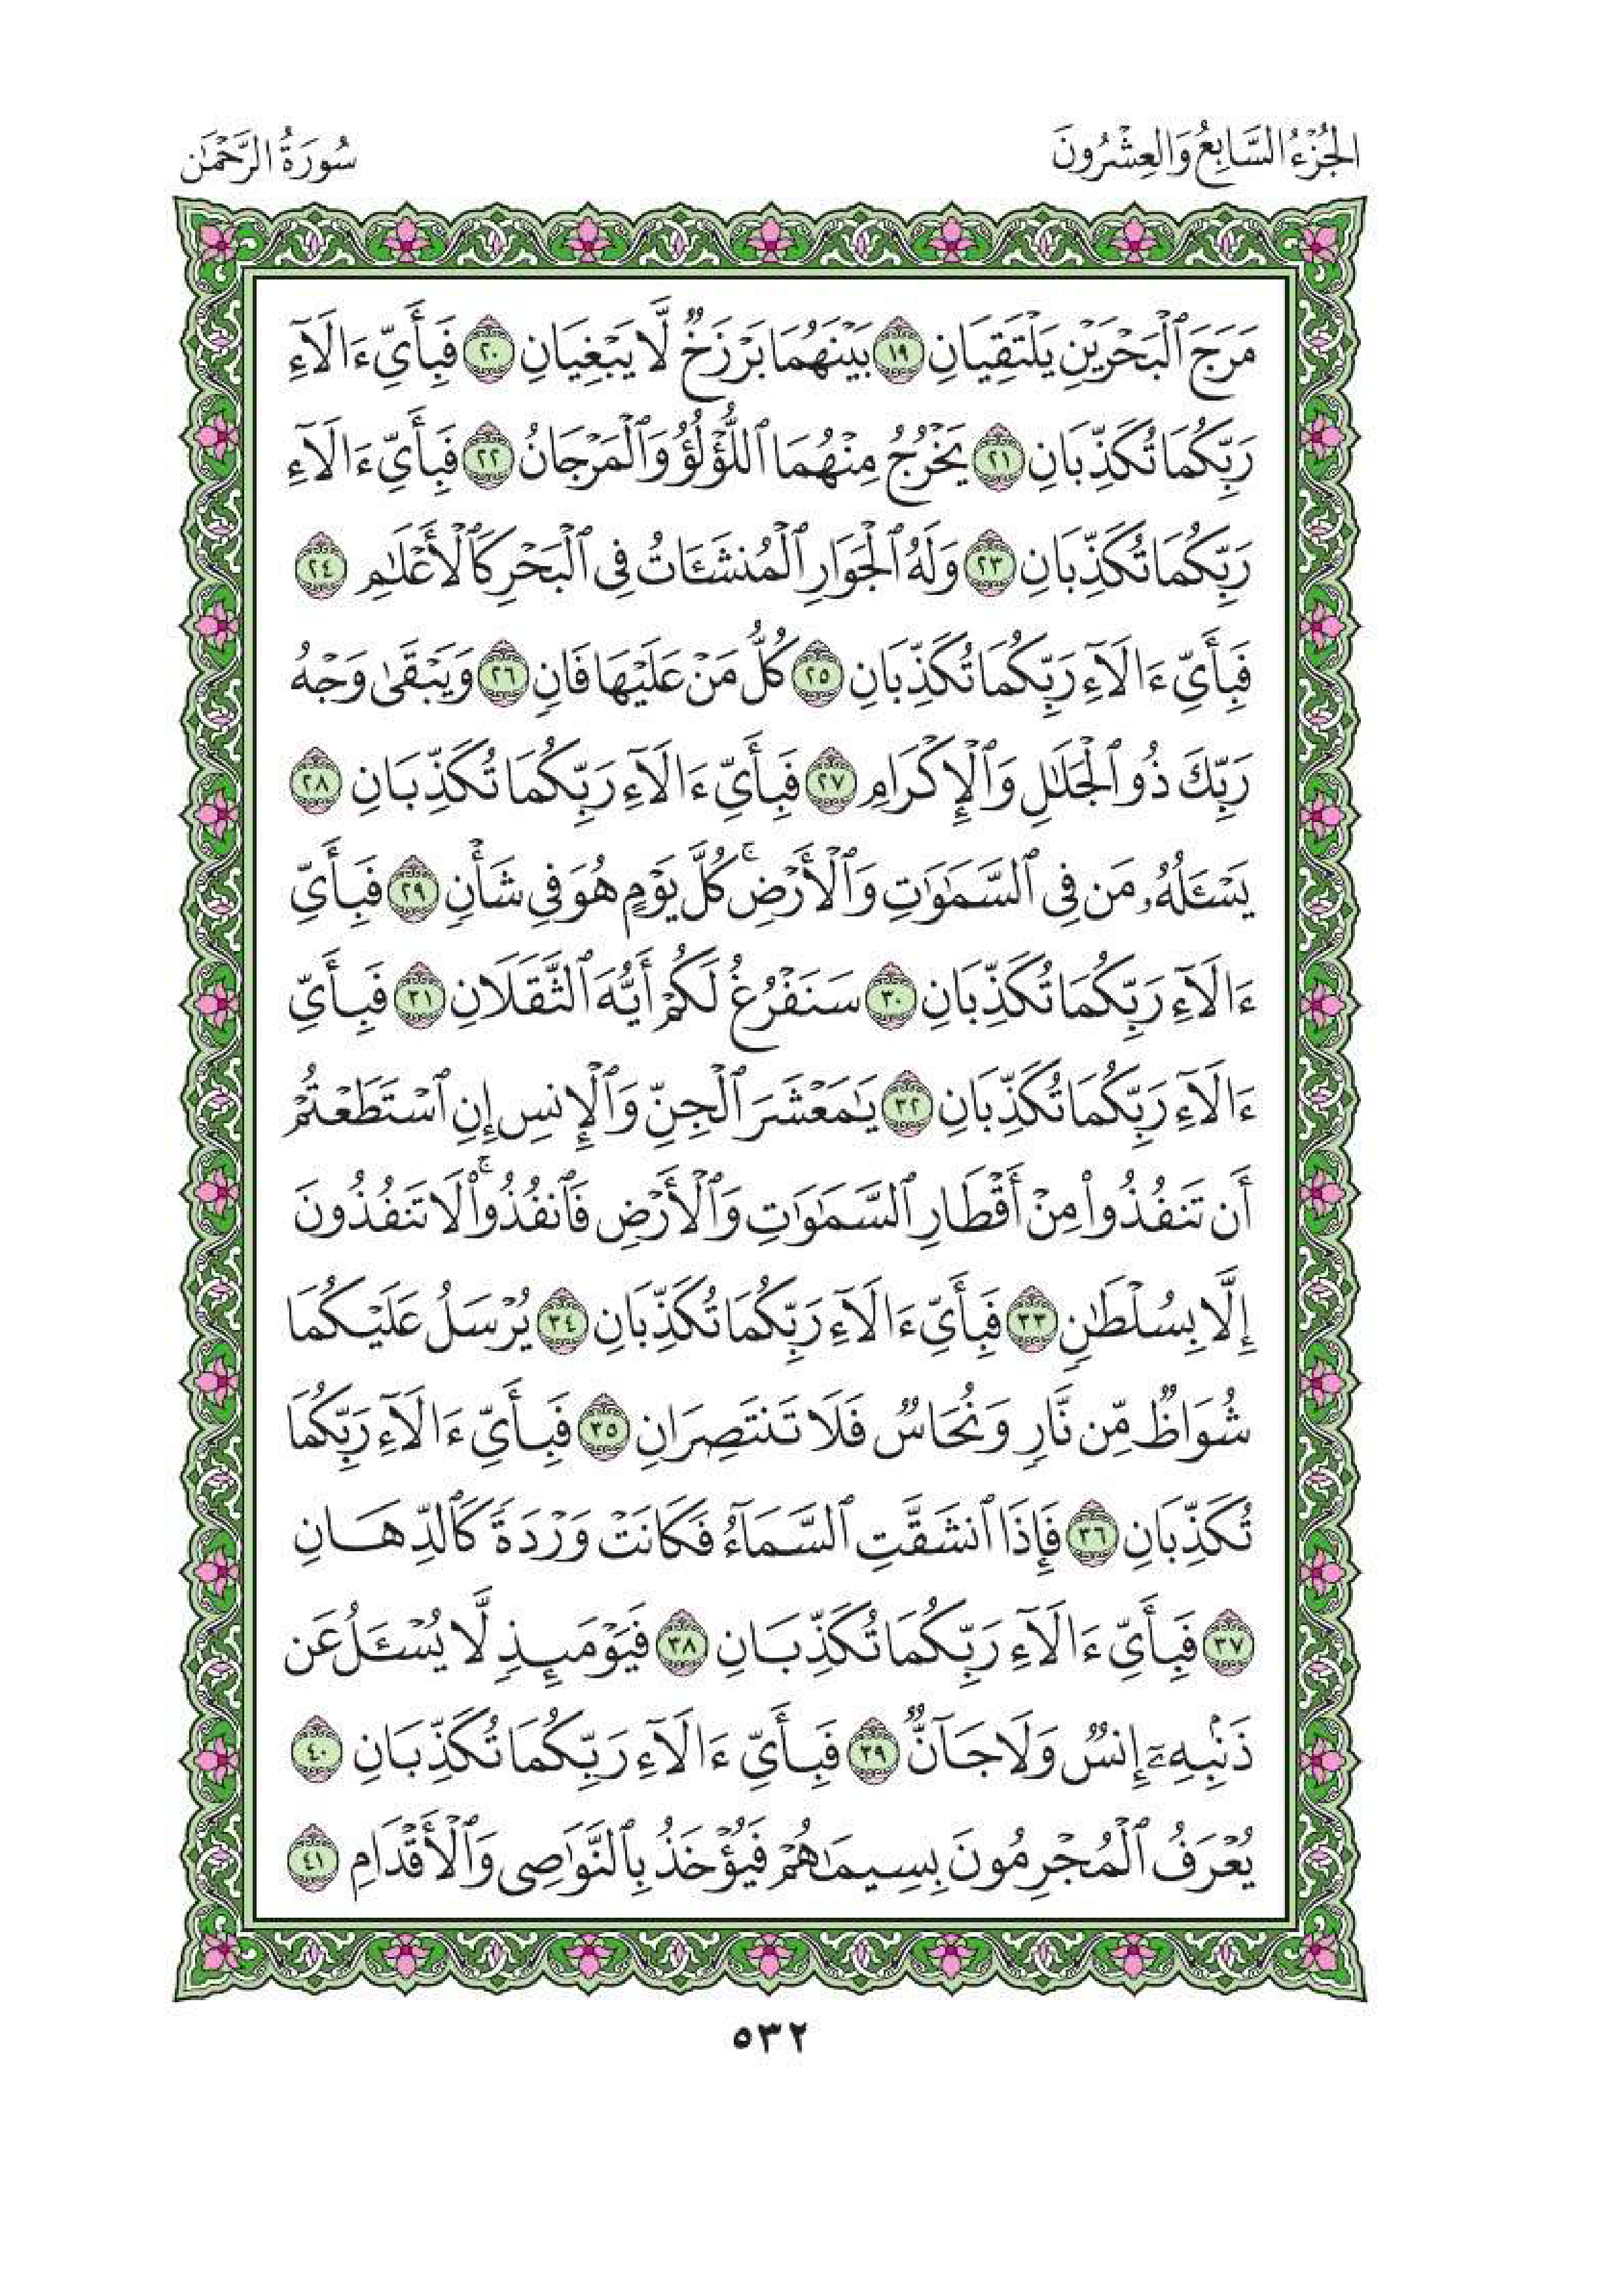 الجُزْءُ السَّابِعُ وَالعِشْرُونَ
سُورَةُ الرَّحْمَٰن
مَرَجَ ٱلْبَحْرَيْنِ يَلْتَقِيَانِ ١٩ بَيْنَهُمَا بَرْزَخٌ لَّا يَبْغِيَانِ ٢٠ فَبِأَىِّ ءَالَآءِ
رَبِّكُمَا تُكَذِّبَانِ ٢١ يَخْرُجُ مِنْهُمَا ٱللُّؤْلُؤُ وَٱلْمَرْجَانُ ٢٢ فَبِأَىِّ ءَالَآءِ
رَبِّكُمَا تُكَذِّبَانِ ٢٣ وَلَهُ ٱلْجَوَارِ ٱلْمُنشَـَٔاتُ فِى ٱلْبَحْرِ كَٱلْأَعْلَٰمِ ٢٤
فَبِأَىِّ ءَالَآءِ رَبِّكُمَا تُكَذِّبَانِ ٢٥ كُلُّ مَنْ عَلَيْهَا فَانٍ ٢٦ وَيَبْقَىٰ وَجْهُ
رَبِّكَ ذُو ٱلْجَلَٰلِ وَٱلْإِكْرَامِ ٢٧ فَبِأَىِّ ءَالَآءِ رَبِّكُمَا تُكَذِّبَانِ ٢٨
يَسْـَٔلُهُۥ مَن فِى ٱلسَّمَٰوَٰتِ وَٱلْأَرْضِ ۚ كُلَّ يَوْمٍ هُوَ فِى شَأْنٍ ٢٩ فَبِأَىِّ
ءَالَآءِ رَبِّكُمَا تُكَذِّبَانِ ٣٠ سَنَفْرُغُ لَكُمْ أَيُّهَ ٱلثَّقَلَانِ ٣١ فَبِأَىِّ
ءَالَآءِ رَبِّكُمَا تُكَذِّبَانِ ٣٢ يَٰمَعْشَرَ ٱلْجِنِّ وَٱلْإِنسِ إِنِ ٱسْتَطَعْتُمْ
أَن تَنفُذُوا۟ مِنْ أَقْطَارِ ٱلسَّمَٰوَٰتِ وَٱلْأَرْضِ فَٱنفُذُوا۟ ۚ لَا تَنفُذُونَ
إِلَّا بِسُلْطَٰنٍ ٣٣ فَبِأَىِّ ءَالَآءِ رَبِّكُمَا تُكَذِّبَانِ ٣٤ يُرْسَلُ عَلَيْكُمَا
شُوَاظٌ مِّن نَّارٍ وَنُحَاسٌ فَلَا تَنتَصِرَانِ ٣٥ فَبِأَىِّ ءَالَآءِ رَبِّكُمَا
تُكَذِّبَانِ ٣٦ فَإِذَا ٱنشَقَّتِ ٱلسَّمَآءُ فَكَانَتْ وَرْدَةً كَٱلدِّهَانِ
٣٧ فَبِأَىِّ ءَالَآءِ رَبِّكُمَا تُكَذِّبَانِ ٣٨ فَيَوْمَئِذٍ لَّا يُسْـَٔلُ عَن
ذَنۢبِهِۦٓ إِنسٌ وَلَا جَآنٌّ ٣٩ فَبِأَىِّ ءَالَآءِ رَبِّكُمَا تُكَذِّبَانِ ٤٠
يُعْرَفُ ٱلْمُجْرِمُونَ بِسِيمَٰهُمْ فَيُؤْخَذُ بِٱلنَّوَٰصِى وَٱلْأَقْدَامِ ٤١
٥٣٢